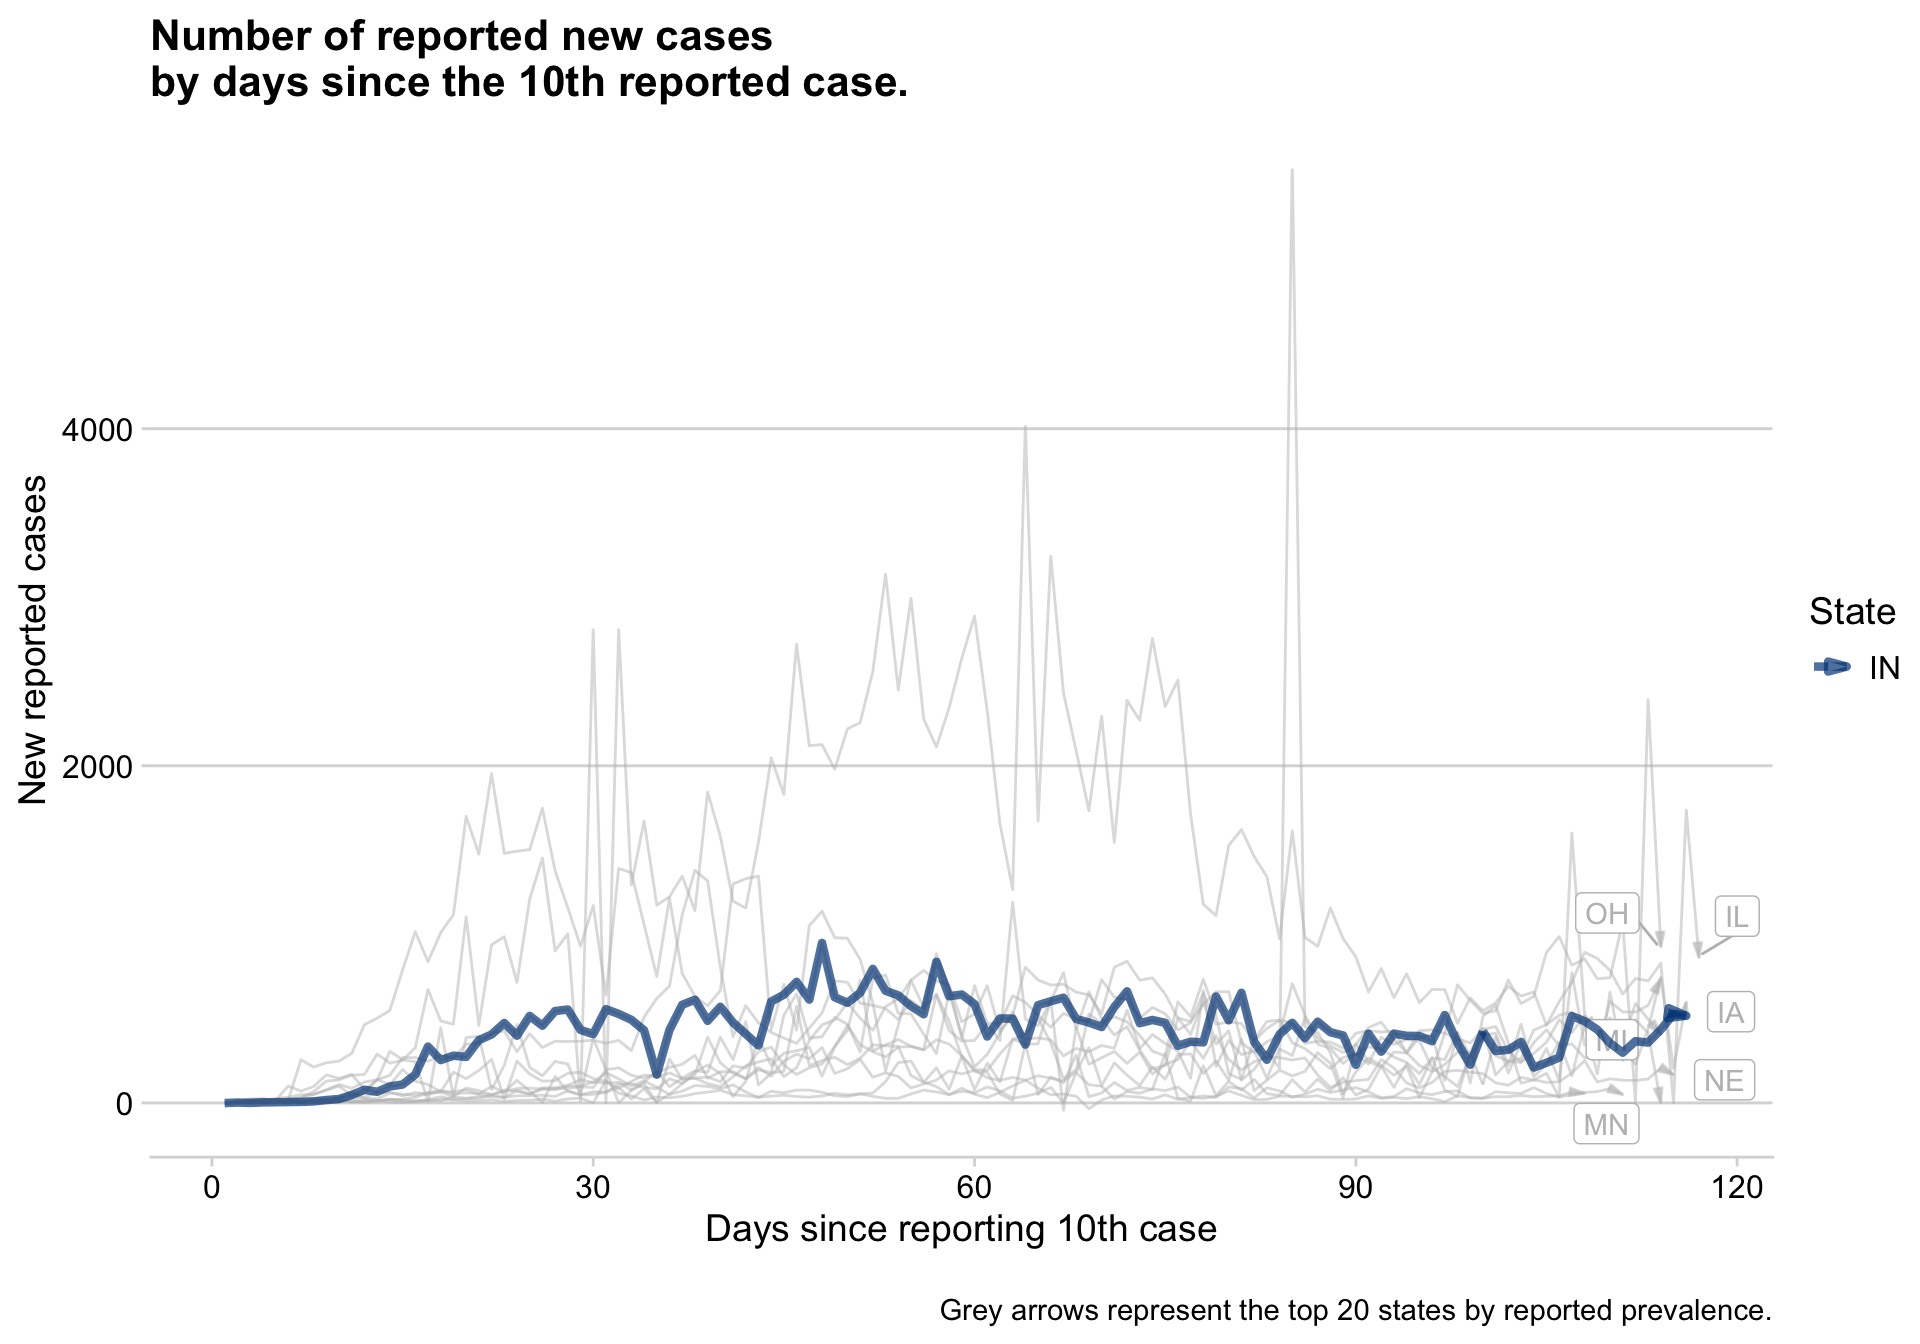 Number of reported new cases
by days since the 10th reported case.
New reported cases
4000
2000
0
0
30
60
90
120
Days since reporting 10th case
OH
IL
IA
MI
NE
MN
State
IN
Grey arrows represent the top 20 states by reported prevalence.